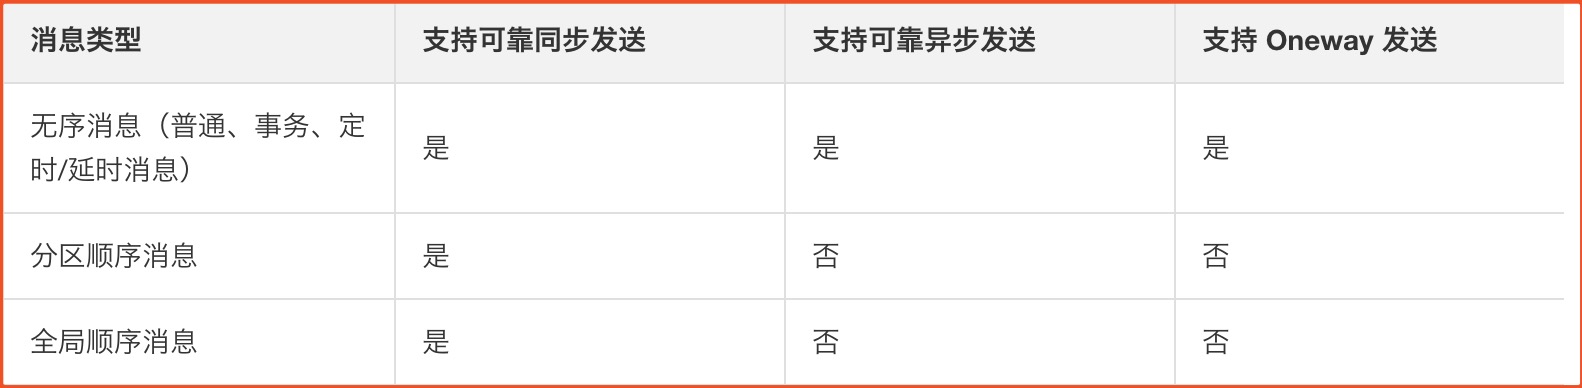 消息类型 支持可靠同步发送 支持可靠异步发送 支持 Oneway 发送
无序消息（普通、事务、定
时/延时消息） 是 是 是
分区顺序消息 是 否 否
全局顺序消息 是 否 否